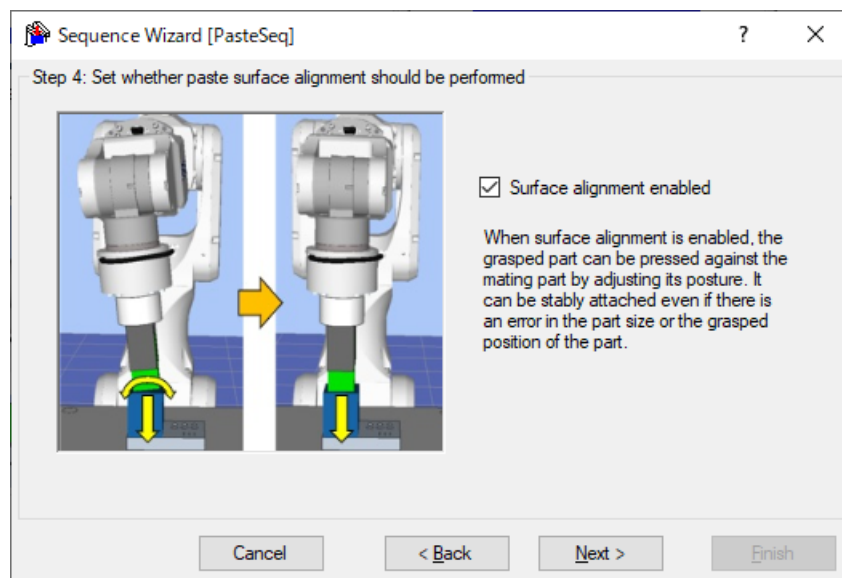 Sequence Wizard [PasteSeq]
?
Step 4: Set whether paste surface alignment should be performed
Surface alignment enabled
When surface alignment is enabled, the
grasped part can be pressed against the
mating part by adjusting its posture. It
can be stably attached even if there is
an error in the part size or the grasped
position of the part.
Cancel
< Back
Next >
Finish